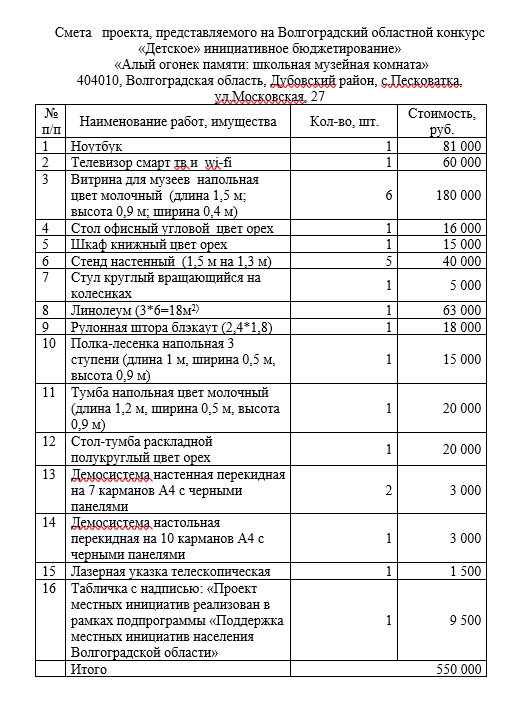 Смета проекта, представляемого на Волгоградский областной конкурс
«Детское» инициативное бюджетирование»
«Алый огонек памяти: школьная музейная комната»
404010, Волгоградская область, Дубовский район, с.Песковатка,
ул.Московская, 27
№ п/п Наименование работ, имущества Кол-во, шт. Стоимость, руб.
1 Ноутбук 1 81 000
2 Телевизор смарт тв и wi-fi 1 60 000
3 Витрина для музеев напольная
цвет молочный (длина 1,5 м;
высота 0,9 м; ширина 0,4 м) 6 180 000
4 Стол офисный угловой цвет орех 1 16 000
5 Шкаф книжный цвет орех 1 15 000
6 Стенд настенный (1,5 м на 1,3 м) 5 40 000
7 Стул круглый вращающийся на
колесиках 1 5 000
8 Линолеум (3*6=18м²⁾ 1 63 000
9 Рулонная штора блэкаут (2,4*1,8) 1 18 000
10 Полка-лесенка напольная 3
ступени (длина 1 м, ширина 0,5 м,
высота 0,9 м) 1 15 000
11 Тумба напольная цвет молочный
(длина 1,2 м, ширина 0,5 м, высота
0,9 м) 1 20 000
12 Стол-тумба раскладной
полукруглый цвет орех 1 20 000
13 Демосистема настенная перекидная
на 7 карманов А4 с черными
панелями 2 3 000
14 Демосистема настольная
перекидная на 10 карманов А4 с
черными панелями 1 3 000
15 Лазерная указка телескопическая 1 1 500
16 Табличка с надписью: «Проект
местных инициатив реализован в
рамках подпрограммы «Поддержка
местных инициатив населения
Волгоградской области» 1 9 500
Итого 550 000